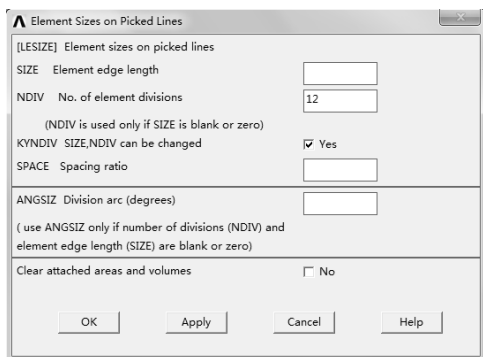 Element Sizes on Picked Lines
[LESIZE] Element sizes on picked lines
SIZE Element edge length
NDIV No. of element divisions 12
(NDIV is used only if SIZE is blank or zero)
KYNDIV SIZE,NDIV can be changed Yes
SPACE Spacing ratio
ANGSIZ Division arc (degrees)
( use ANGSIZ only if number of divisions (NDIV) and
element edge length (SIZE) are blank or zero)
Clear attached areas and volumes No
OK Apply Cancel Help